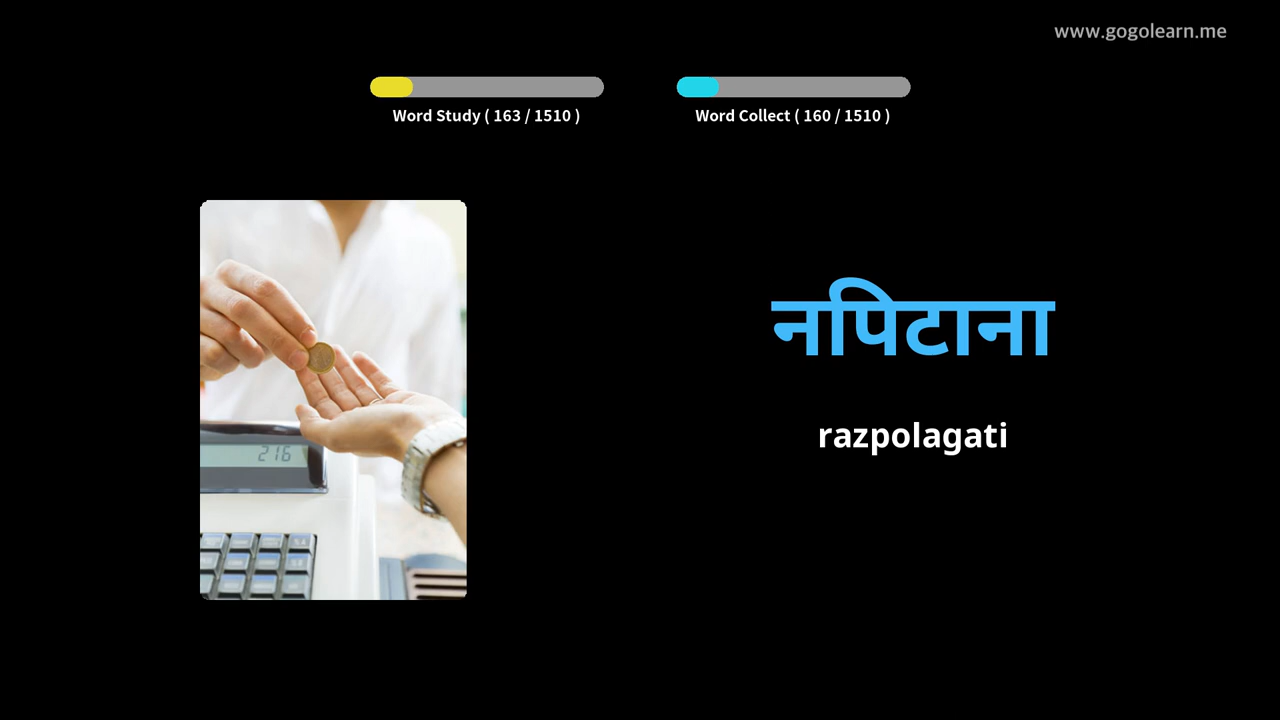 www.gogolearn.me
Word Study ( 163 / 1510 )
Word Collect ( 160 / 1510 )
नपिटाना
razpolagati
216